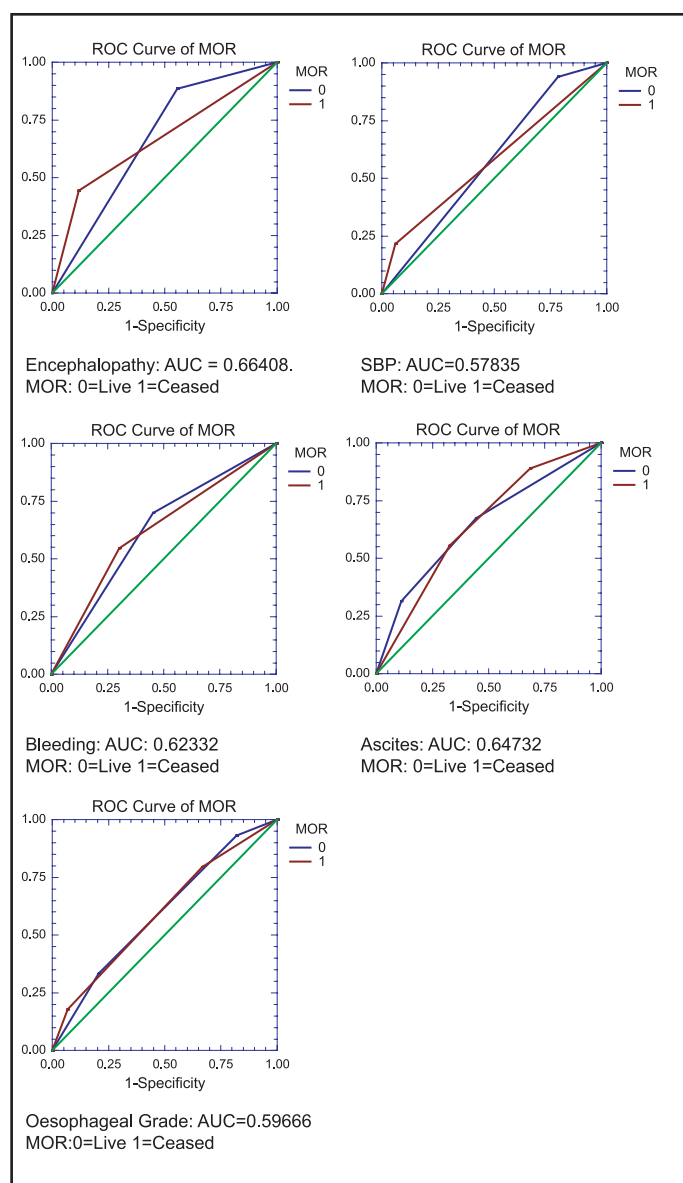 ROC Curve of MOR
1.00
0.75
0.50
0.25
0.00
0.00 0.25 0.50 0.75 1.00
1-Specificity
MOR
0
1
Encephalopathy: AUC = 0.66408.
MOR: 0=Live 1=Ceased
ROC Curve of MOR
1.00
0.75
0.50
0.25
0.00
0.00 0.25 0.50 0.75 1.00
1-Specificity
MOR
0
1
SBP: AUC=0.57835
MOR: 0=Live 1=Ceased
ROC Curve of MOR
1.00
0.75
0.50
0.25
0.00
0.00 0.25 0.50 0.75 1.00
1-Specificity
MOR
0
1
Bleeding: AUC: 0.62332
MOR: 0=Live 1=Ceased
ROC Curve of MOR
1.00
0.75
0.50
0.25
0.00
0.00 0.25 0.50 0.75 1.00
1-Specificity
MOR
0
1
Ascites: AUC: 0.64732
MOR: 0=Live 1=Ceased
ROC Curve of MOR
1.00
0.75
0.50
0.25
0.00
0.00 0.25 0.50 0.75 1.00
1-Specificity
MOR
0
1
Oesophageal Grade: AUC=0.59666
MOR:0=Live 1=Ceased